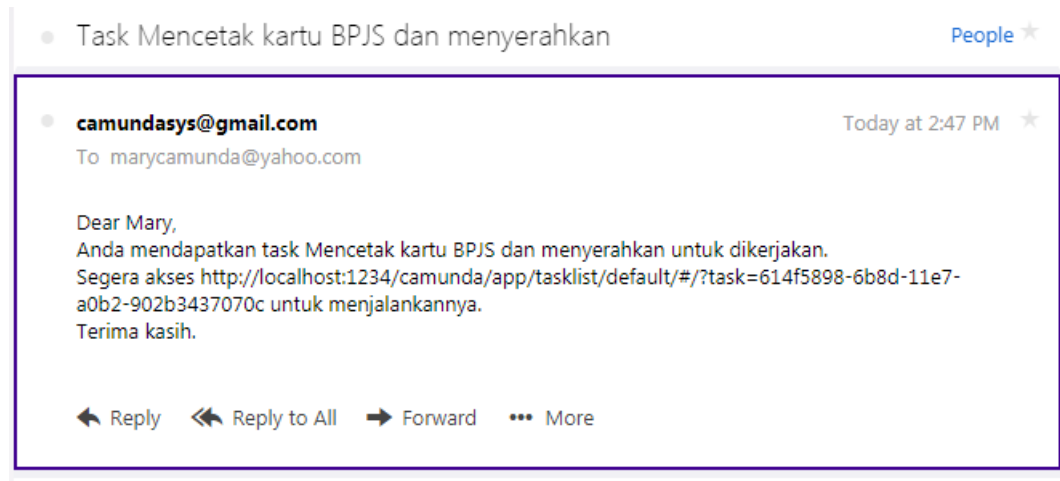 Task Mencetak kartu BPJS dan menyerahkan People
camundasys@gmail.com Today at 2:47 PM
To marycamunda@yahoo.com
Dear Mary,
Anda mendapatkan task Mencetak kartu BPJS dan menyerahkan untuk dikerjakan.
Segera akses http://localhost:1234/camunda/app/tasklist/default/#/?task=614f5898-6b8d-11e7-
a0b2-902b3437070c untuk menjalankannya.
Terima kasih.
Reply Reply to All Forward More